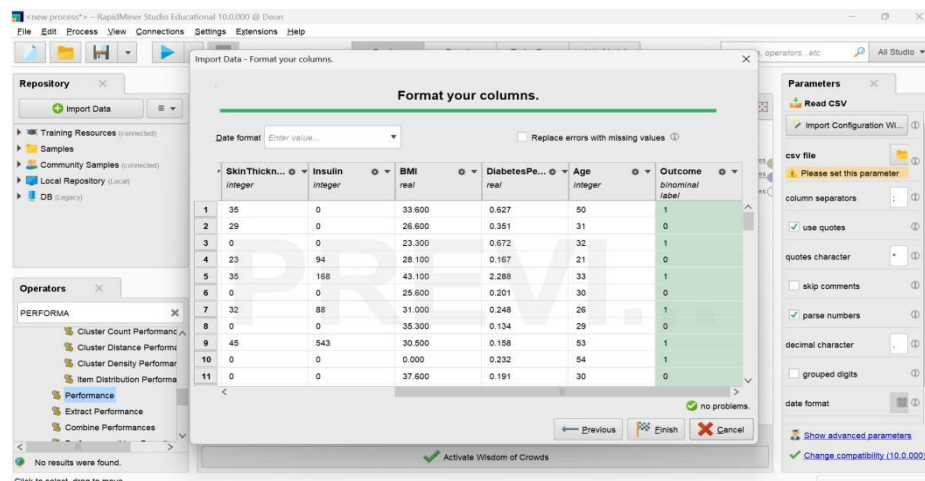 <new process*> – RapidMiner Studio Educational 10.0.000 @ Deon
File Edit Process View Connections Settings Extensions Help
operators...etc All Studio
Import Data - Format your columns.
Format your columns.
Date format Enter value... Replace errors with missing values
SkinThickn... Insulin BMI DiabetesPe... Age Outcome
integer integer real real integer binominal
label
1 35 0 33.600 0.627 50 1
2 29 0 26.600 0.351 31 0
3 0 0 23.300 0.672 32 1
4 23 94 28.100 0.167 21 0
5 35 168 43.100 2.288 33 1
6 0 0 25.600 0.201 30 0
7 32 88 31.000 0.248 26 1
8 0 0 35.300 0.134 29 0
9 45 543 30.500 0.158 53 1
10 0 0 0.000 0.232 54 1
11 0 0 37.600 0.191 30 0
PREVI...
no problems.
Previous Finish Cancel
Activate Wisdom of Crowds
Repository
Import Data
Training Resources (connected)
Samples
Community Samples (connected)
Local Repository (Local)
DB (Legacy)
Operators
PERFORMA
Cluster Count Performanc
Cluster Distance Performa
Cluster Density Performar
Item Distribution Performa
Performance
Extract Performance
Combine Performances
No results were found.
Parameters
Read CSV
Import Configuration Wi...
csv file
Please set this parameter
column separators ;
use quotes
quotes character
skip comments
parse numbers
decimal character .
grouped digits
date format
Show advanced parameters
Change compatibility (10.0.000)